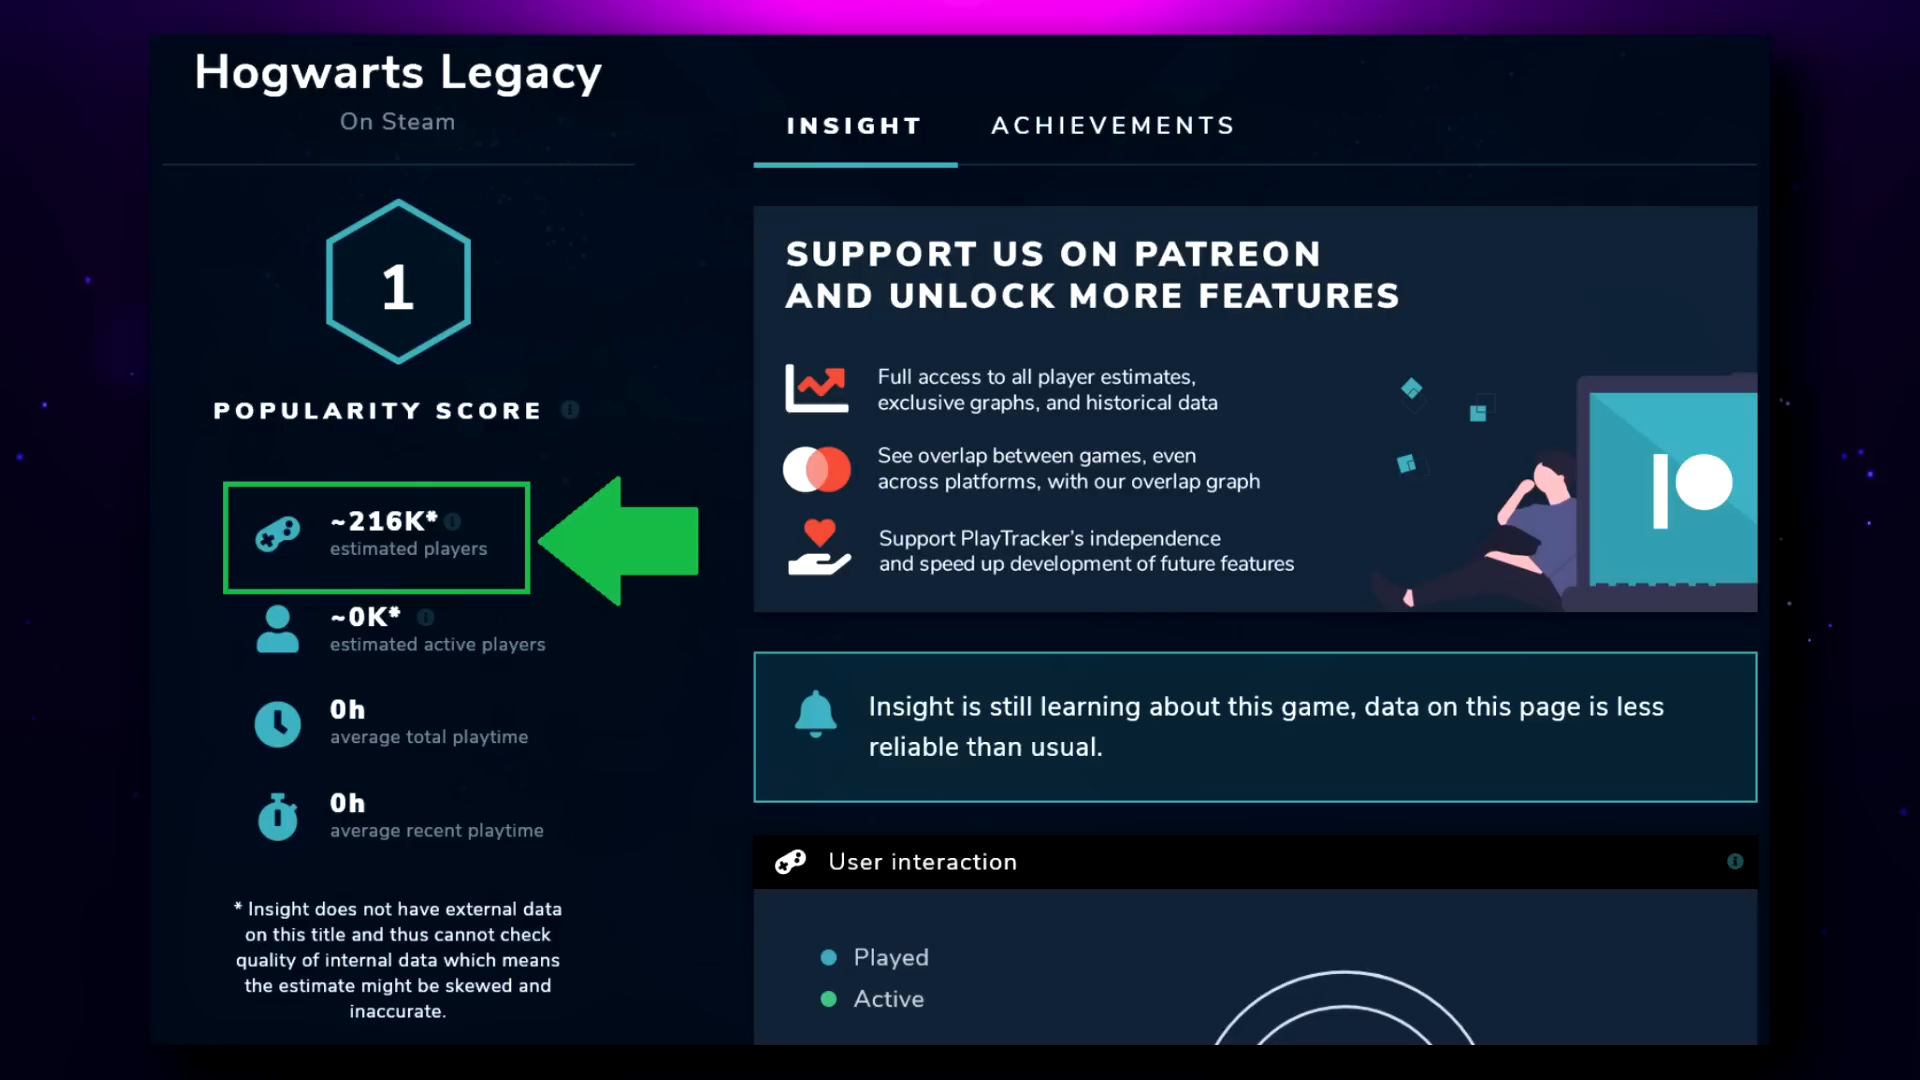 Hogwarts Legacy
On Steam
1
POPULARITY SCORE
~216K*
estimated players
~0K*
estimated active players
0h
average total playtime
0h
average recent playtime
* Insight does not have external data
on this title and thus cannot check
quality of internal data which means
the estimate might be skewed and
inaccurate.
INSIGHT ACHIEVEMENTS
SUPPORT US ON PATREON
AND UNLOCK MORE FEATURES
Full access to all player estimates,
exclusive graphs, and historical data
See overlap between games, even
across platforms, with our overlap graph
Support PlayTracker's independence
and speed up development of future features
Insight is still learning about this game, data on this page is less
reliable than usual.
User interaction
Played
Active